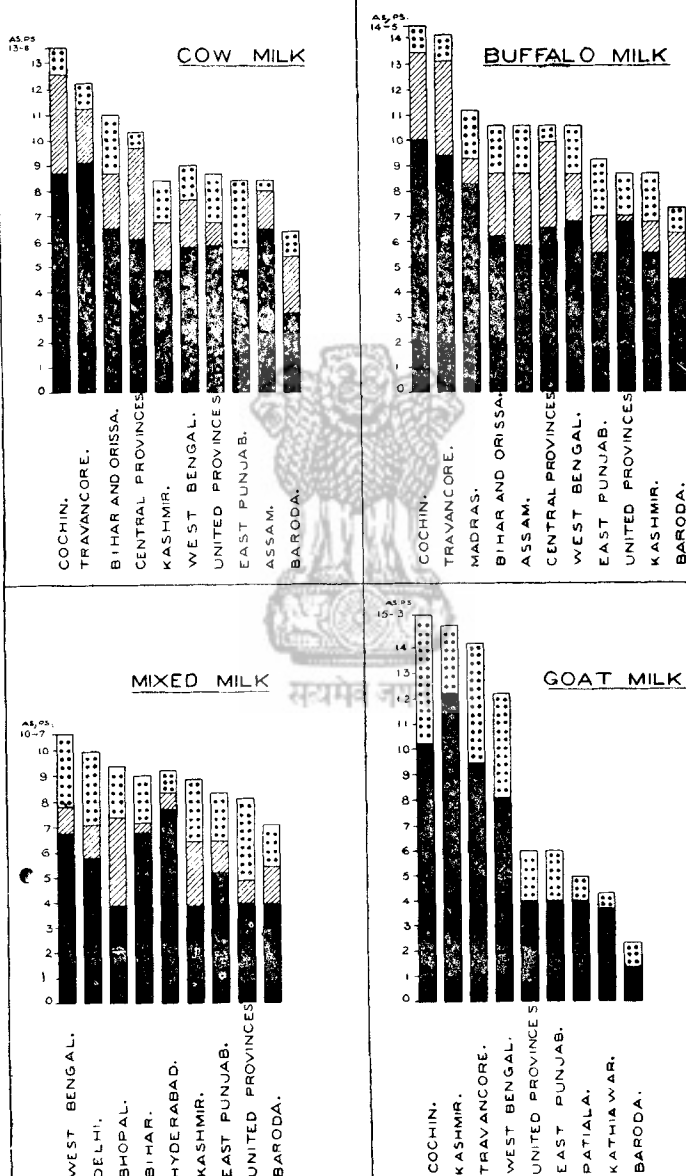 AS. PS.
13-8
COW MILK
13
12
11
10
9
8
7
6
5
4
3
2
1
0
COCHIN.
TRAVANCORE.
BIHAR AND ORISSA.
CENTRAL PROVINCES
KASHMIR.
WEST BENGAL.
UNITED PROVINCES
EAST PUNJAB.
ASSAM.
BARODA.
AS, PS.
14-5
BUFFALO MILK
14
13
12
11
10
9
8
7
6
5
4
3
2
1
0
COCHIN.
TRAVANCORE.
MADRAS.
BIHAR AND ORISSA.
ASSAM.
CENTRAL PROVINCES
WEST BENGAL.
EAST PUNJAB.
UNITED PROVINCES
KASHMIR.
BARODA.
AS, PS.
10-7
MIXED MILK
10
9
8
7
6
5
4
3
2
1
0
WEST BENGAL.
DELHI.
BHOPAL.
BIHAR.
HYDERABAD.
KASHMIR.
EAST PUNJAB.
UNITED PROVINCES
BARODA.
AS PS
15-3
GOAT MILK
14
13
12
11
10
9
8
7
6
5
4
3
2
1
0
COCHIN.
KASHMIR.
TRAVANCORE.
WEST BENGAL.
UNITED PROVINCES
EAST PUNJAB.
PATIALA.
KATHIAWAR.
BARODA.
सत्यमेव